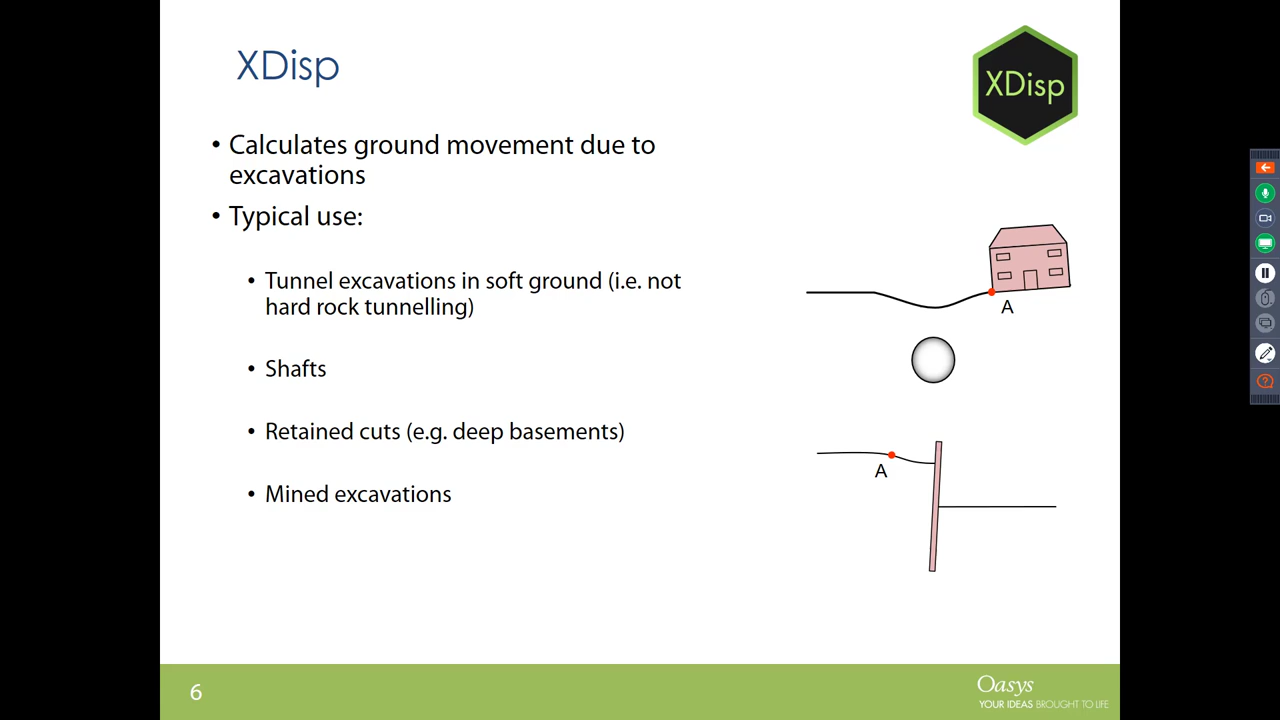 XDisp
XDisp
• Calculates ground movement due to
excavations
• Typical use:
• Tunnel excavations in soft ground (i.e. not
hard rock tunnelling)
• Shafts
• Retained cuts (e.g. deep basements)
• Mined excavations
A
A
6
Oasys
YOUR IDEAS BROUGHT TO LIFE